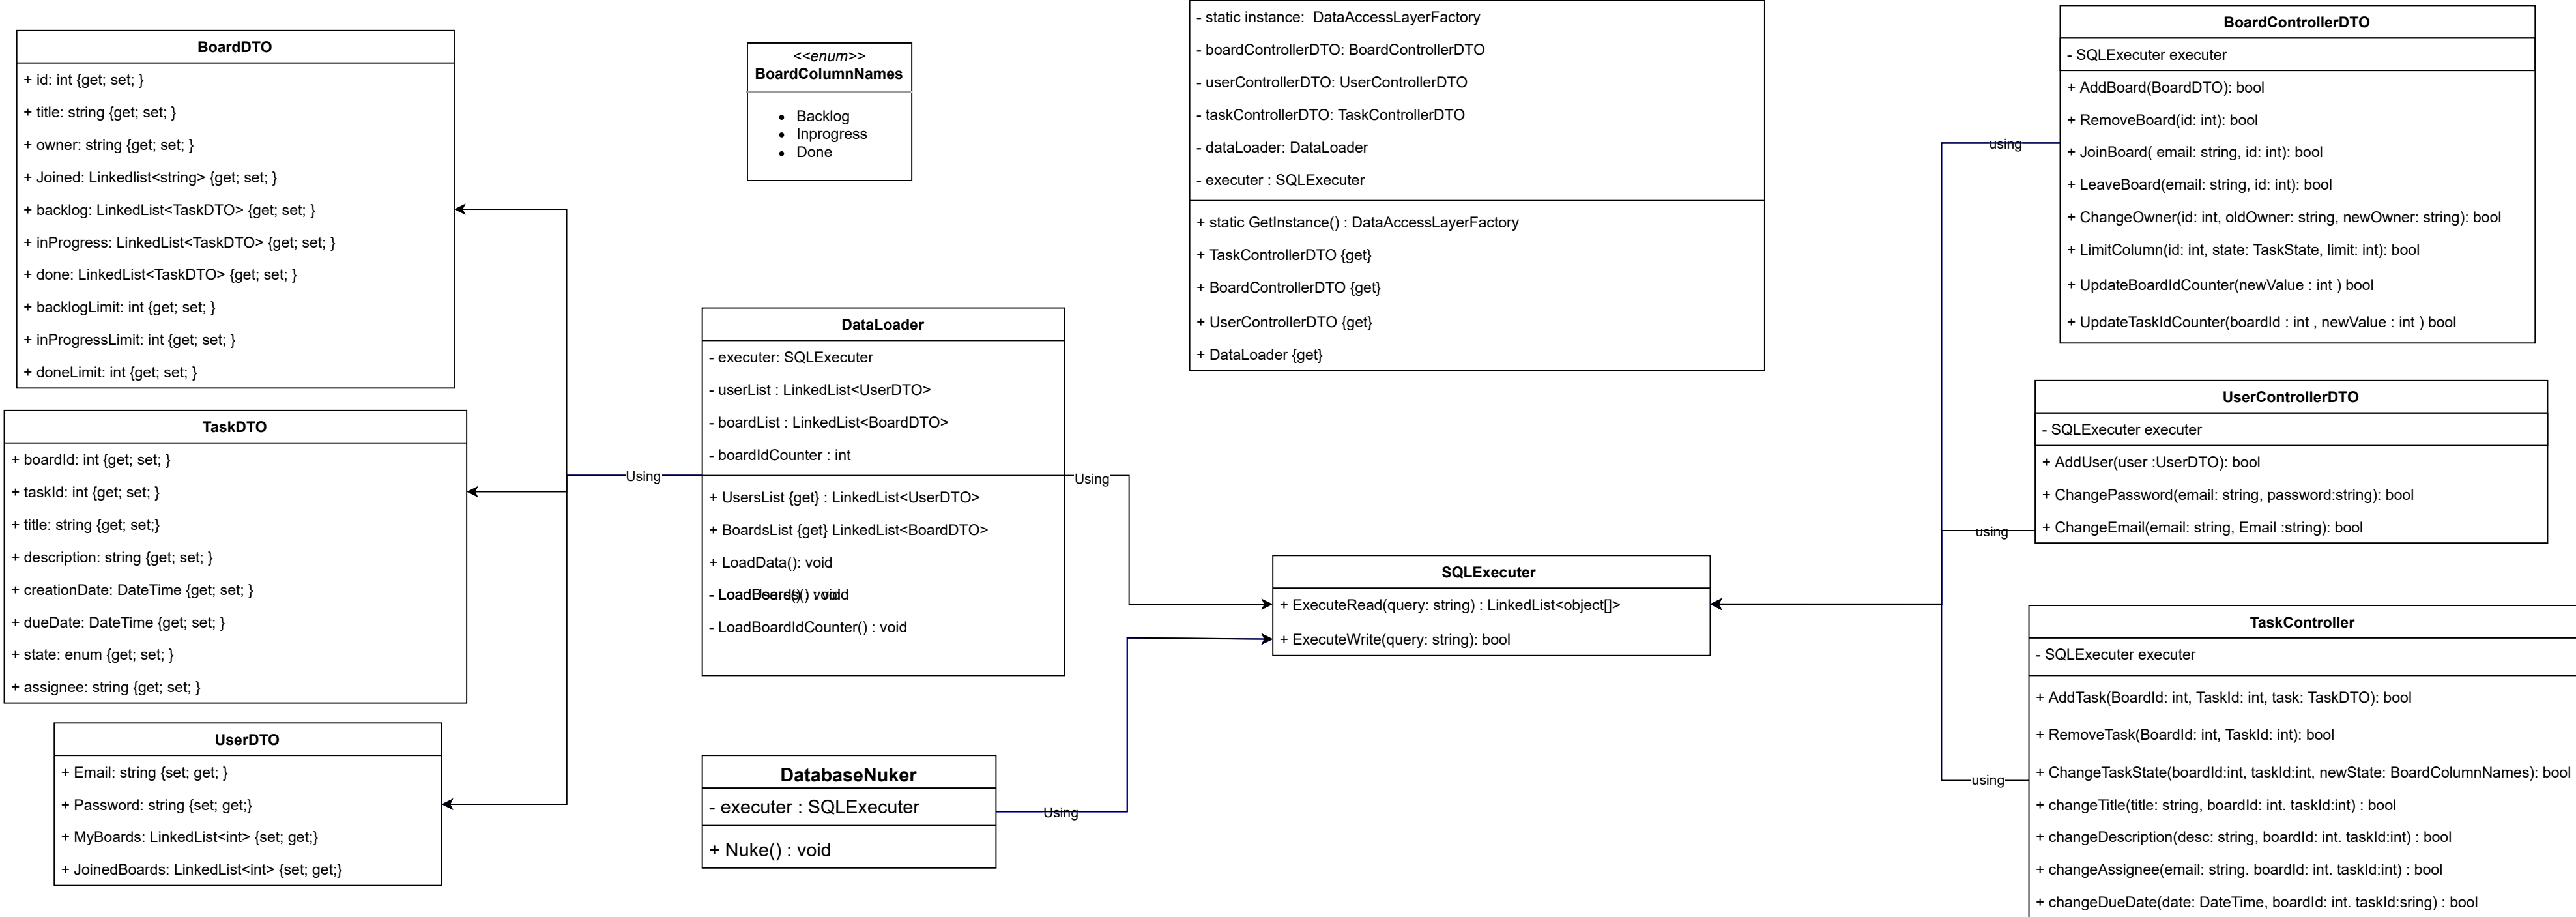 BoardDTO
+ id: int {get; set; }
+ title: string {get; set; }
+ owner: string {get; set; }
+ Joined: Linkedlist<string> {get; set; }
+ backlog: LinkedList<TaskDTO> {get; set; }
+ inProgress: LinkedList<TaskDTO> {get; set; }
+ done: LinkedList<TaskDTO> {get; set; }
+ backlogLimit: int {get; set; }
+ inProgressLimit: int {get; set; }
+ doneLimit: int {get; set; }
TaskDTO
+ boardId: int {get; set; }
+ taskId: int {get; set; }
+ title: string {get; set;}
+ description: string {get; set; }
+ creationDate: DateTime {get; set; }
+ dueDate: DateTime {get; set; }
+ state: enum {get; set; }
+ assignee: string {get; set; }
UserDTO
+ Email: string {set; get; }
+ Password: string {set; get;}
+ MyBoards: LinkedList<int> {set; get;}
+ JoinedBoards: LinkedList<int> {set; get;}
<<enum>>
BoardColumnNames
Backlog
Inprogress
Done
Using
DataLoader
- executer: SQLExecuter
- userList : LinkedList<UserDTO>
- boardList : LinkedList<BoardDTO>
- boardIdCounter : int
+ UsersList {get} : LinkedList<UserDTO>
+ BoardsList {get} LinkedList<BoardDTO>
+ LoadData(): void
- LoadBoardIdCounter() : void
Using
DatabaseNuker
- executer : SQLExecuter
+ Nuke() : void
Using
- static instance:  DataAccessLayerFactory
- boardControllerDTO: BoardControllerDTO
- userControllerDTO: UserControllerDTO
- taskControllerDTO: TaskControllerDTO
- dataLoader: DataLoader
- executer : SQLExecuter
+ static GetInstance() : DataAccessLayerFactory
+ TaskControllerDTO {get}
+ BoardControllerDTO {get}
+ UserControllerDTO {get}
+ DataLoader {get}
SQLExecuter
+ ExecuteRead(query: string) : LinkedList<object[]>
+ ExecuteWrite(query: string): bool
using
using
using
BoardControllerDTO
- SQLExecuter executer
+ AddBoard(BoardDTO): bool
+ RemoveBoard(id: int): bool
+ JoinBoard( email: string, id: int): bool
+ LeaveBoard(email: string, id: int): bool
+ ChangeOwner(id: int, oldOwner: string, newOwner: string): bool
+ LimitColumn(id: int, state: TaskState, limit: int): bool
+ UpdateBoardIdCounter(newValue : int ) bool
+ UpdateTaskIdCounter(boardId : int , newValue : int ) bool
UserControllerDTO
- SQLExecuter executer
+ AddUser(user :UserDTO): bool
+ ChangePassword(email: string, password:string): bool
+ ChangeEmail(email: string, Email :string): bool
TaskController
- SQLExecuter executer
+ AddTask(BoardId: int, TaskId: int, task: TaskDTO): bool
+ RemoveTask(BoardId: int, TaskId: int): bool
+ ChangeTaskState(boardId:int, taskId:int, newState: BoardColumnNames): bool
+ changeTitle(title: string, boardId: int. taskId:int) : bool
+ changeDescription(desc: string, boardId: int. taskId:int) : bool
+ changeAssignee(email: string. boardId: int. taskId:int) : bool
+ changeDueDate(date: DateTime, boardId: int. taskId:sring) : bool